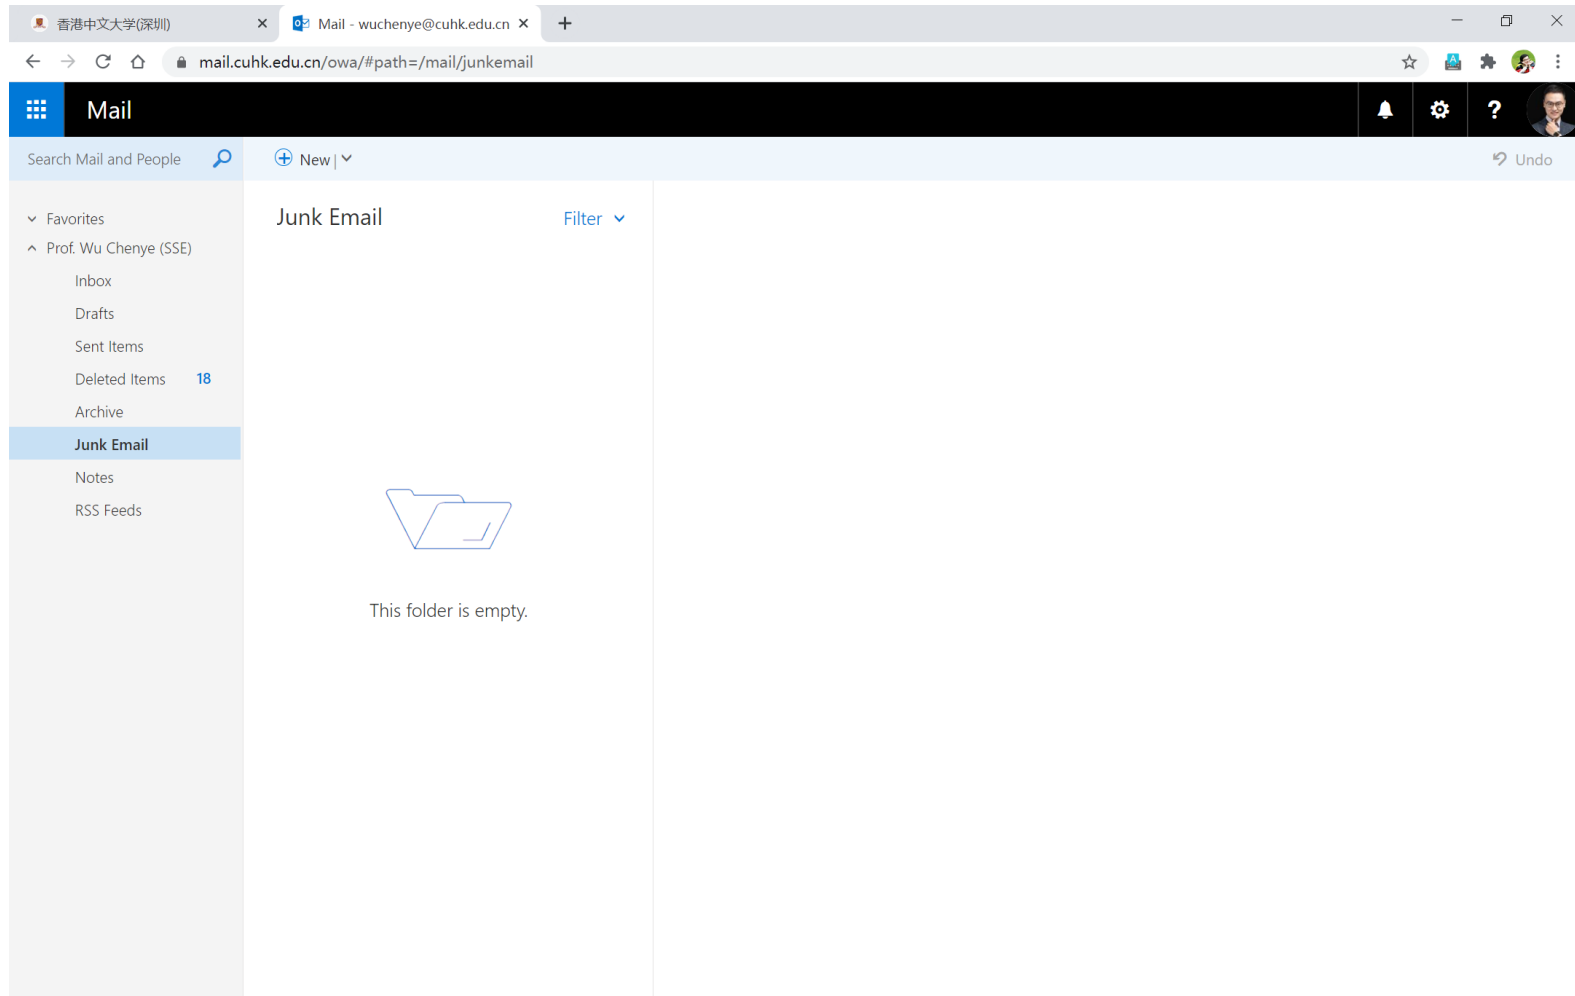 香港中文大学(深圳)
Mail - wuchenye@cuhk.edu.cn
mail.cuhk.edu.cn/owa/#path=/mail/junkemail
Mail
Search Mail and People
New
Undo
Favorites
Prof. Wu Chenye (SSE)
Inbox
Drafts
Sent Items
Deleted Items 18
Archive
Junk Email
Notes
RSS Feeds
Junk Email
Filter
This folder is empty.